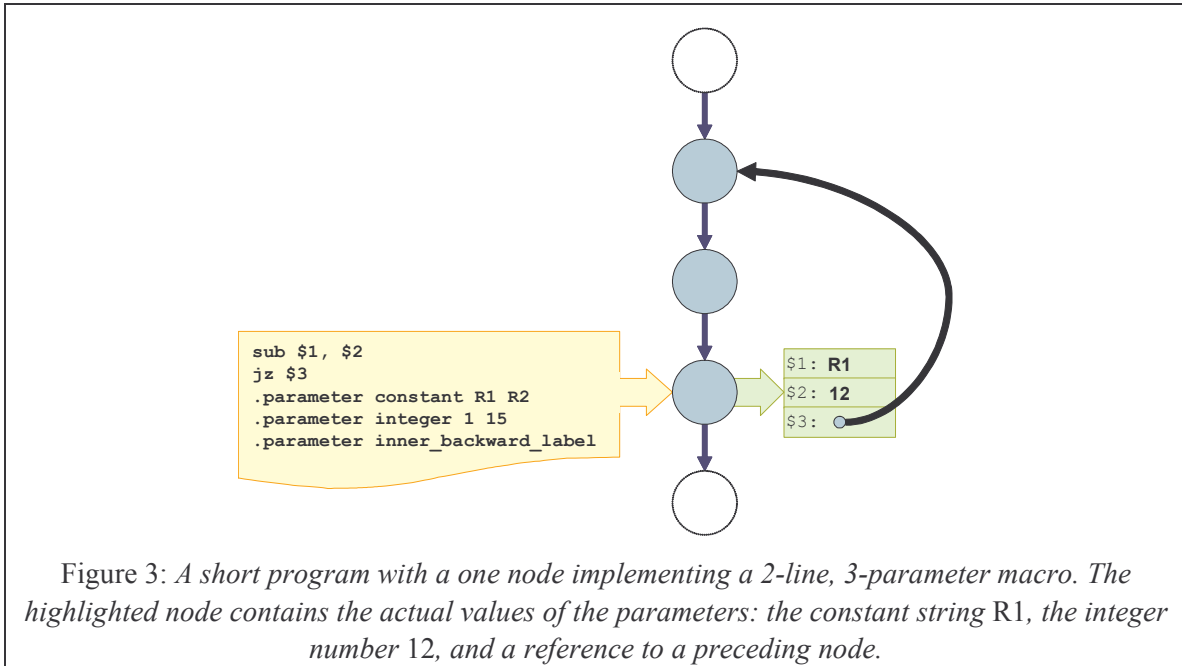 sub $1, $2
jz $3
.parameter constant R1 R2
.parameter integer 1 15
.parameter inner_backward_label
$1: R1
$2: 12
$3:
Figure 3: A short program with a one node implementing a 2-line, 3-parameter macro. The
highlighted node contains the actual values of the parameters: the constant string R1, the integer
number 12, and a reference to a preceding node.